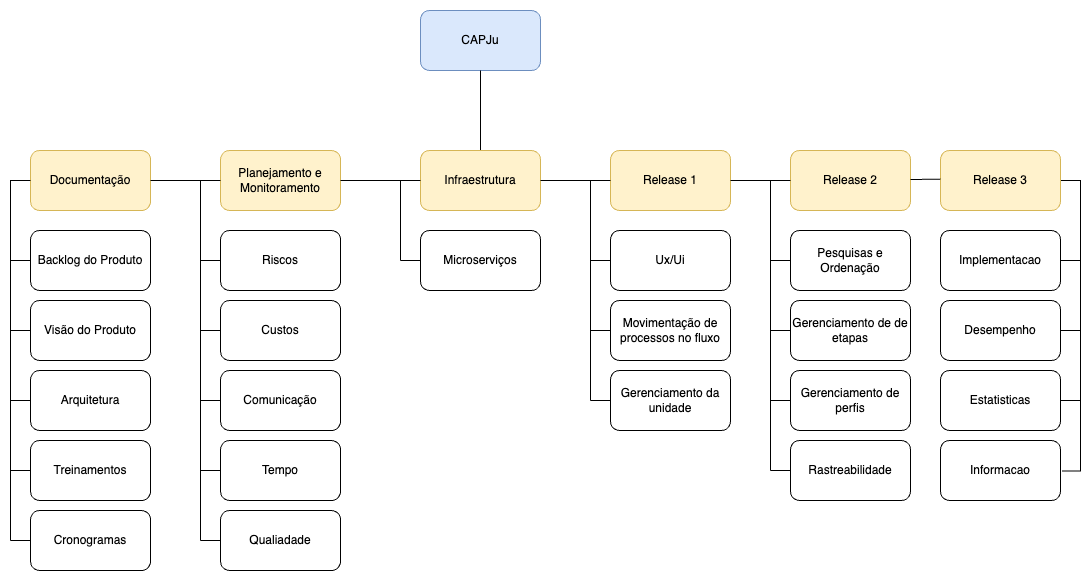 CAPJu
Documentação
Planejamento e
Monitoramento
Infraestrutura
Release 1
Release 2
Release 3
Backlog do Produto
Visão do Produto
Arquitetura
Treinamentos
Cronogramas
Riscos
Custos
Comunicação
Tempo
Qualiadade
Microserviços
Ux/Ui
Movimentação de
processos no fluxo
Gerenciamento da
unidade
Pesquisas e
Ordenação
Gerenciamento de de
etapas
Gerenciamento de
perfis
Rastreabilidade
Implementacao
Desempenho
Estatisticas
Informacao